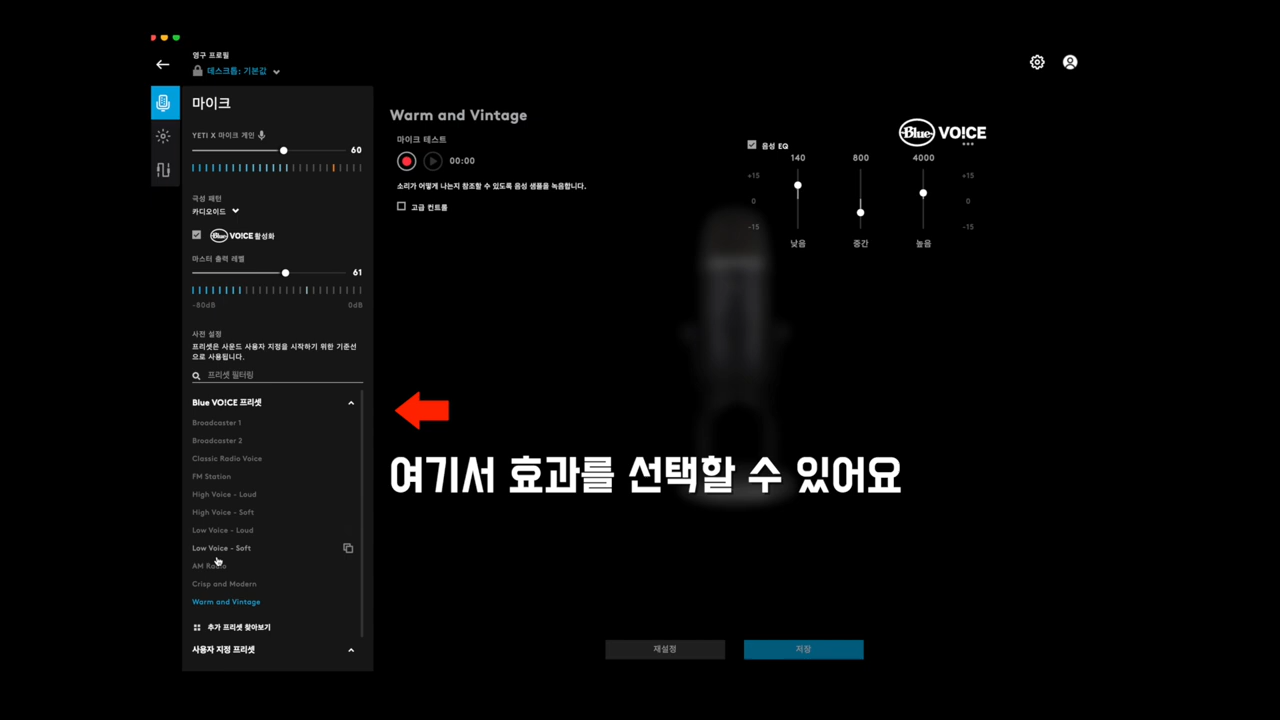 영구 프로필
데스크톱: 기본값
마이크
YETI X 마이크 게인
60
극성 패턴
카디오이드
Blue VO!CE 활성화
마스터 출력 레벨
61
-80dB
0dB
사전 설정
프리셋은 사운드 사용자 지정을 시작하기 위한 기준선
으로 사용됩니다.
프리셋 필터링
Blue VO!CE 프리셋
Broadcaster 1
Broadcaster 2
Classic Radio Voice
FM Station
High Voice - Loud
High Voice - Soft
Low Voice - Loud
Low Voice - Soft
AM Radio
Crisp and Modern
Warm and Vintage
추가 프리셋 찾아보기
사용자 지정 프리셋
Warm and Vintage
마이크 테스트
00:00
소리가 어떻게 나는지 참조할 수 있도록 음성 샘플을 녹음합니다.
고급 컨트롤
Blue VO!CE
음성 EQ
140
800
4000
+15
+15
0
0
-15
-15
낮음
중간
높음
여기서 효과를 선택할 수 있어요
재설정
저장